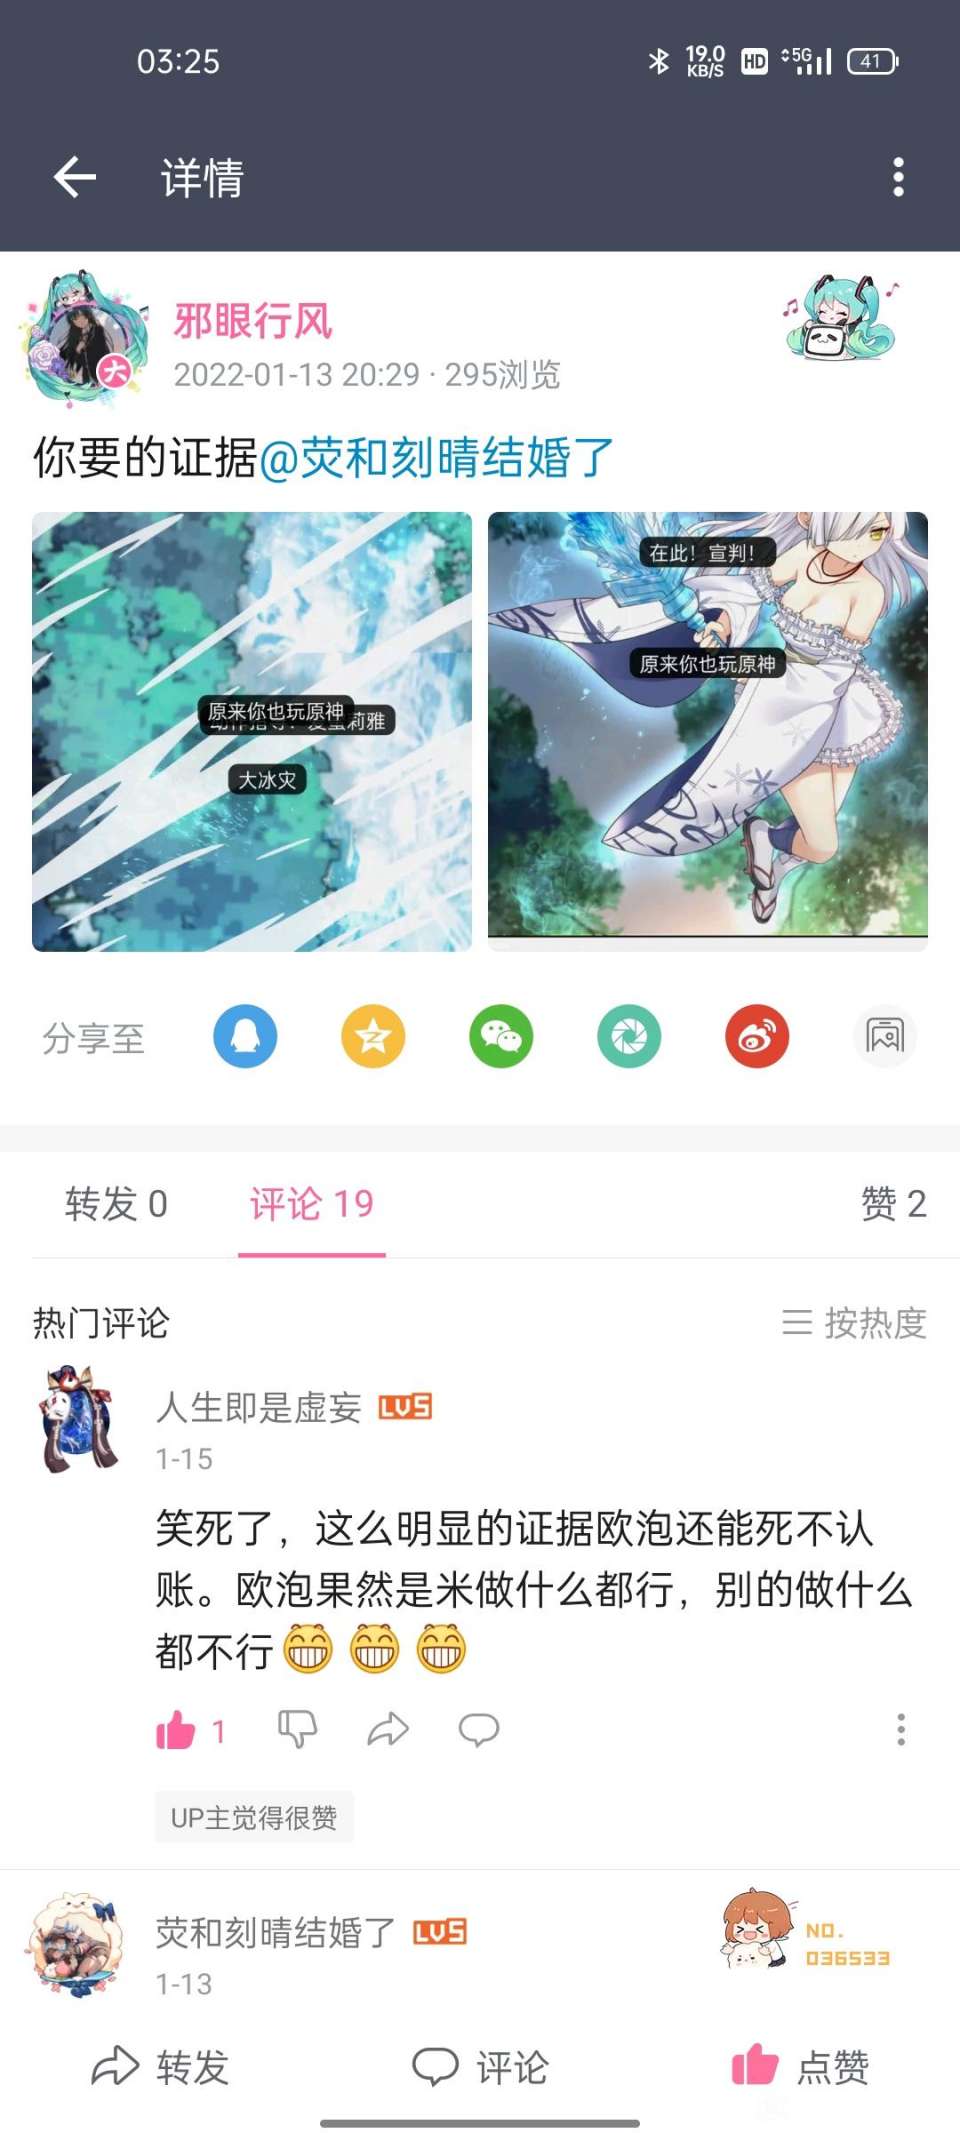 03:25
19.0
KB/S
HD
5G
41
详情
邪眼行风
大
2022-01-13 20:29 · 295浏览
你要的证据@荧和刻晴结婚了
原来你也玩原神
莉雅
大冰灾
在此！宣判！
原来你也玩原神
分享至
转发 0
评论 19
赞 2
热门评论
按热度
人生即是虚妄 LV5
1-15
笑死了，这么明显的证据欧泡还能死不认
账。欧泡果然是米做什么都行，别的做什么
都不行
1
UP主觉得很赞
荧和刻晴结婚了 LV5
NO.
036533
1-13
转发
评论
点赞